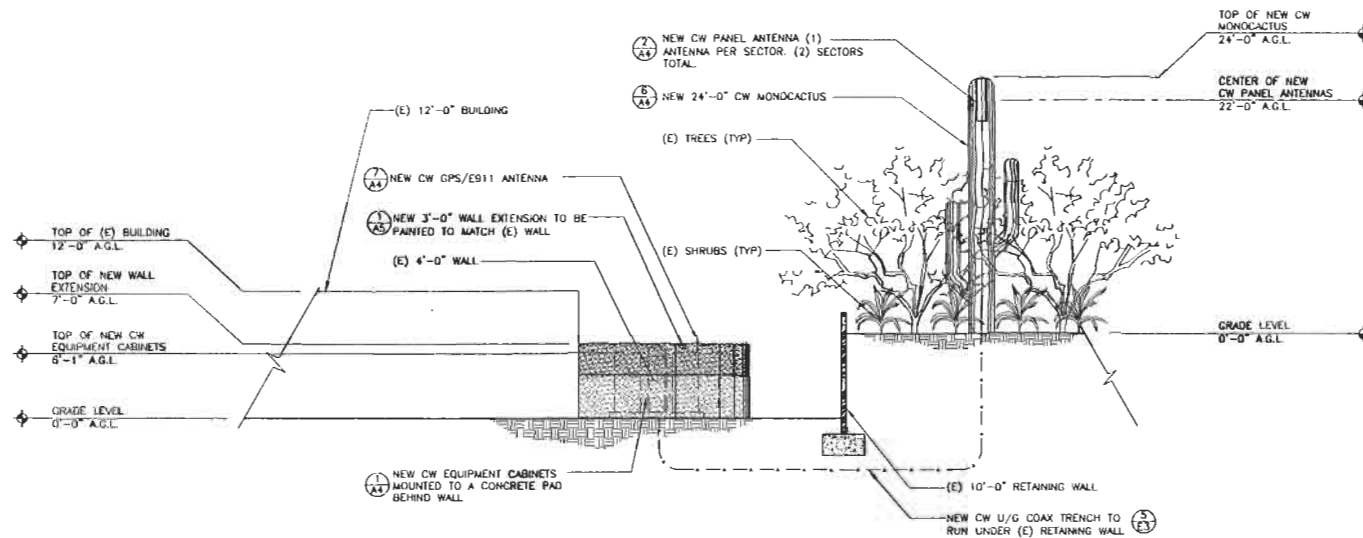 TOP OF NEW CW
MONOCACTUS
24'-0" A.G.L.
2
A4
NEW CW PANEL ANTENNA (1)
ANTENNA PER SECTOR. (2) SECTORS
TOTAL.
CENTER OF NEW
CW PANEL ANTENNAS
22'-0" A.G.L.
6
A4
NEW 24'-0" CW MONOCACTUS
(E) 12'-0" BUILDING
(E) TREES (TYP)
7
A4
NEW CW GPS/E911 ANTENNA
1
A5
NEW 3'-0" WALL EXTENSION TO BE
PAINTED TO MATCH (E) WALL
TOP OF (E) BUILDING
12'-0" A.G.L.
(E) 4'-0" WALL
(E) SHRUBS (TYP)
TOP OF NEW WALL
EXTENSION
7'-0" A.G.L.
TOP OF NEW CW
EQUIPMENT CABINETS
6'-1" A.G.L.
GRADE LEVEL
0'-0" A.G.L.
GRADE LEVEL
0'-0" A.G.L.
1
A4
NEW CW EQUIPMENT CABINETS
MOUNTED TO A CONCRETE PAD
BEHIND WALL
(E) 10'-0" RETAINING WALL
NEW CW U/G COAX TRENCH TO
RUN UNDER (E) RETAINING WALL
5
E3